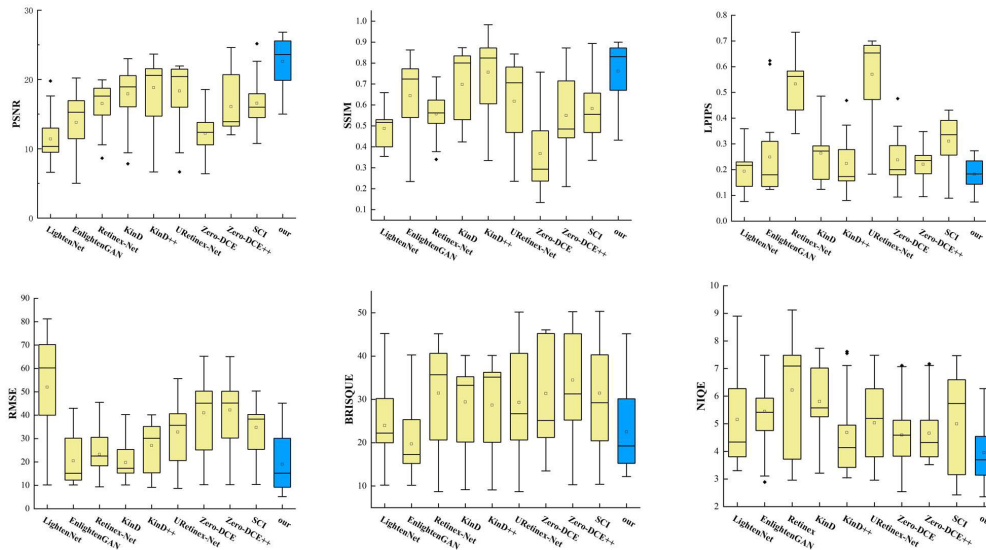 PSNR
30
20
10
0
LightenNet
EnlightenGAN
Retinex-Net
KinD
KinD++
URetinex-Net
Zero-DCE
Zero-DCE++
SCI
our
SSIM
1.0
0.9
0.8
0.7
0.6
0.5
0.4
0.3
0.2
0.1
LightenNet
EnlightenGAN
Retinex-Net
KinD
KinD++
URetinex-Net
Zero-DCE
Zero-DCE++
SCI
our
LPIPS
0.8
0.6
0.4
0.2
0.0
LightenNet
EnlightenGAN
Retinex-Net
KinD
KinD++
URetinex-Net
Zero-DCE
Zero-DCE++
SCI
our
RMSE
90
80
70
60
50
40
30
20
10
0
LightenNet
EnlightenGAN
Retinex-Net
KinD
KinD++
URetinex-Net
Zero-DCE
Zero-DCE++
SCI
our
BRISQUE
50
40
30
20
10
0
LightenNet
EnlightenGAN
Retinex-Net
KinD
KinD++
URetinex-Net
Zero-DCE
Zero-DCE++
SCI
our
NIQE
10
9
8
7
6
5
4
3
2
LightenNet
EnlightenGAN
Retinex
KinD
KinD++
URetinex-Net
Zero-DCE
Zero-DCE++
SCI
our